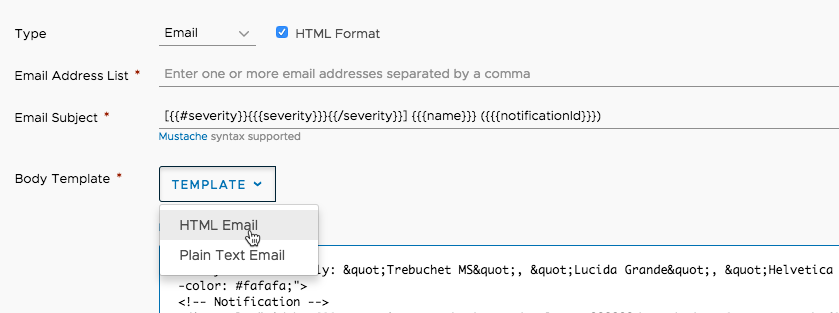 Type Email HTML Format
Email Address List * Enter one or more email addresses separated by a comma
Email Subject * [{{#severity}}{{{severity}}}{{/severity}}] {{{name}}} ({{{notificationId}}})
Mustache syntax supported
Body Template * TEMPLATE
HTML Email
Plain Text Email
ly: &quot;Trebuchet MS&quot;, &quot;Lucida Grande&quot;, &quot;Helvetica
-color: #fafafa;">
<!-- Notification -->